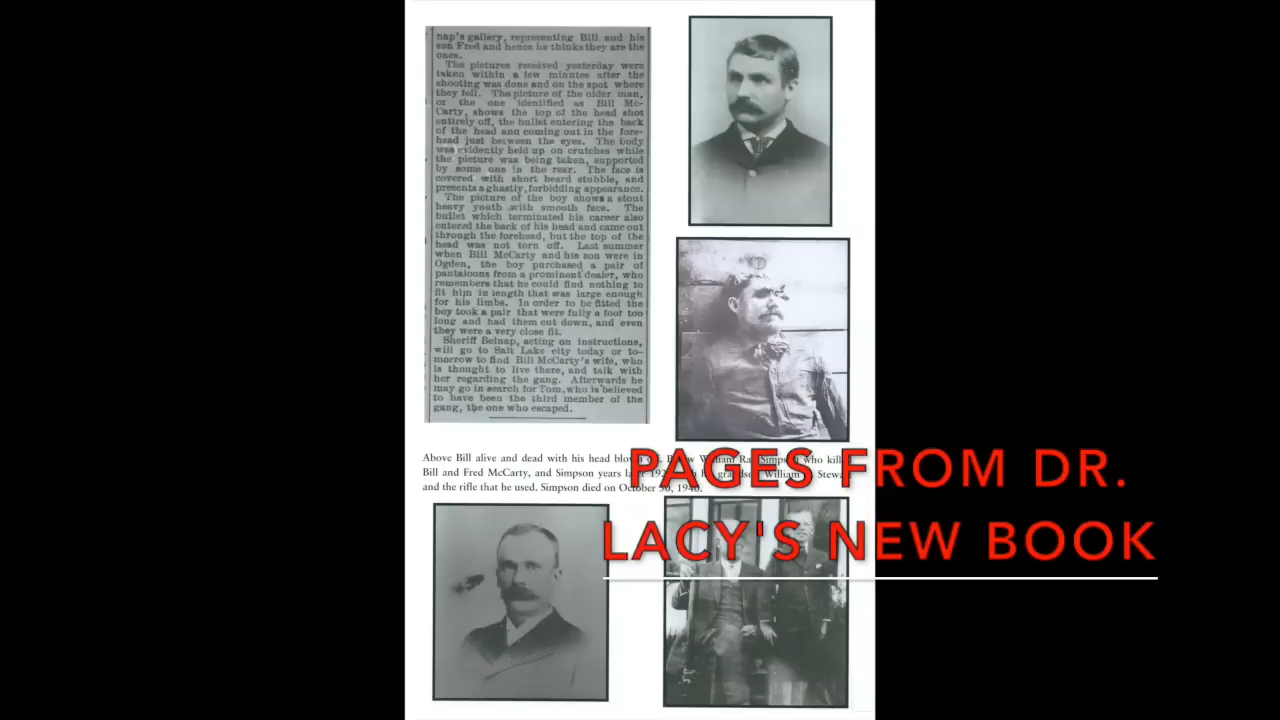 nap's gallery, representing Bill and his
son Fred and hence he thinks they are the
ones.
The pictures received yesterday were
taken within a few minutes after the
shooting was done and on the spot where
they fell. The picture of the older man,
or the one identified as Bill Mc-
Carty, shows the top of the head shot
entirely off, the bullet entering the back
of the head and coming out in the fore-
head just between the eyes. The body
was evidently held up on crutches while
the picture was being taken, supported
by some one in the rear. The face is
covered with short beard stubble, and
presents a ghastly, forbidding appearance.
The picture of the boy shows a stout
heavy youth with smooth face. The
bullet which terminated his career also
entered the back of his head and came out
through the forehead, but the top of the
head was not torn off. Last summer
when Bill McCarty and his son were in
Ogden, the boy purchased a pair of
pantaloons from a prominent dealer, who
remembers that he could find nothing to
fit him in length that was large enough
for his limbs. In order to be fitted the
boy took a pair that were fully a foot too
long and had them cut down, and even
they were a very close fit.
Sheriff Belnap, acting on instructions,
will go to Salt Lake city today or to-
morrow to find Bill McCarty's wife, who
is thought to live there, and talk with
her regarding the gang. Afterwards he
may go in search for Tom, who is believed
to have been the third member of the
gang, the one who escaped.
Above Bill alive and dead with his head blown off. Below William Ray Simpson who killed
Bill and Fred McCarty, and Simpson years later with his grandson William Stewart
and the rifle that he used. Simpson died on October 30,
PAGES FROM DR.
LACY'S NEW BOOK